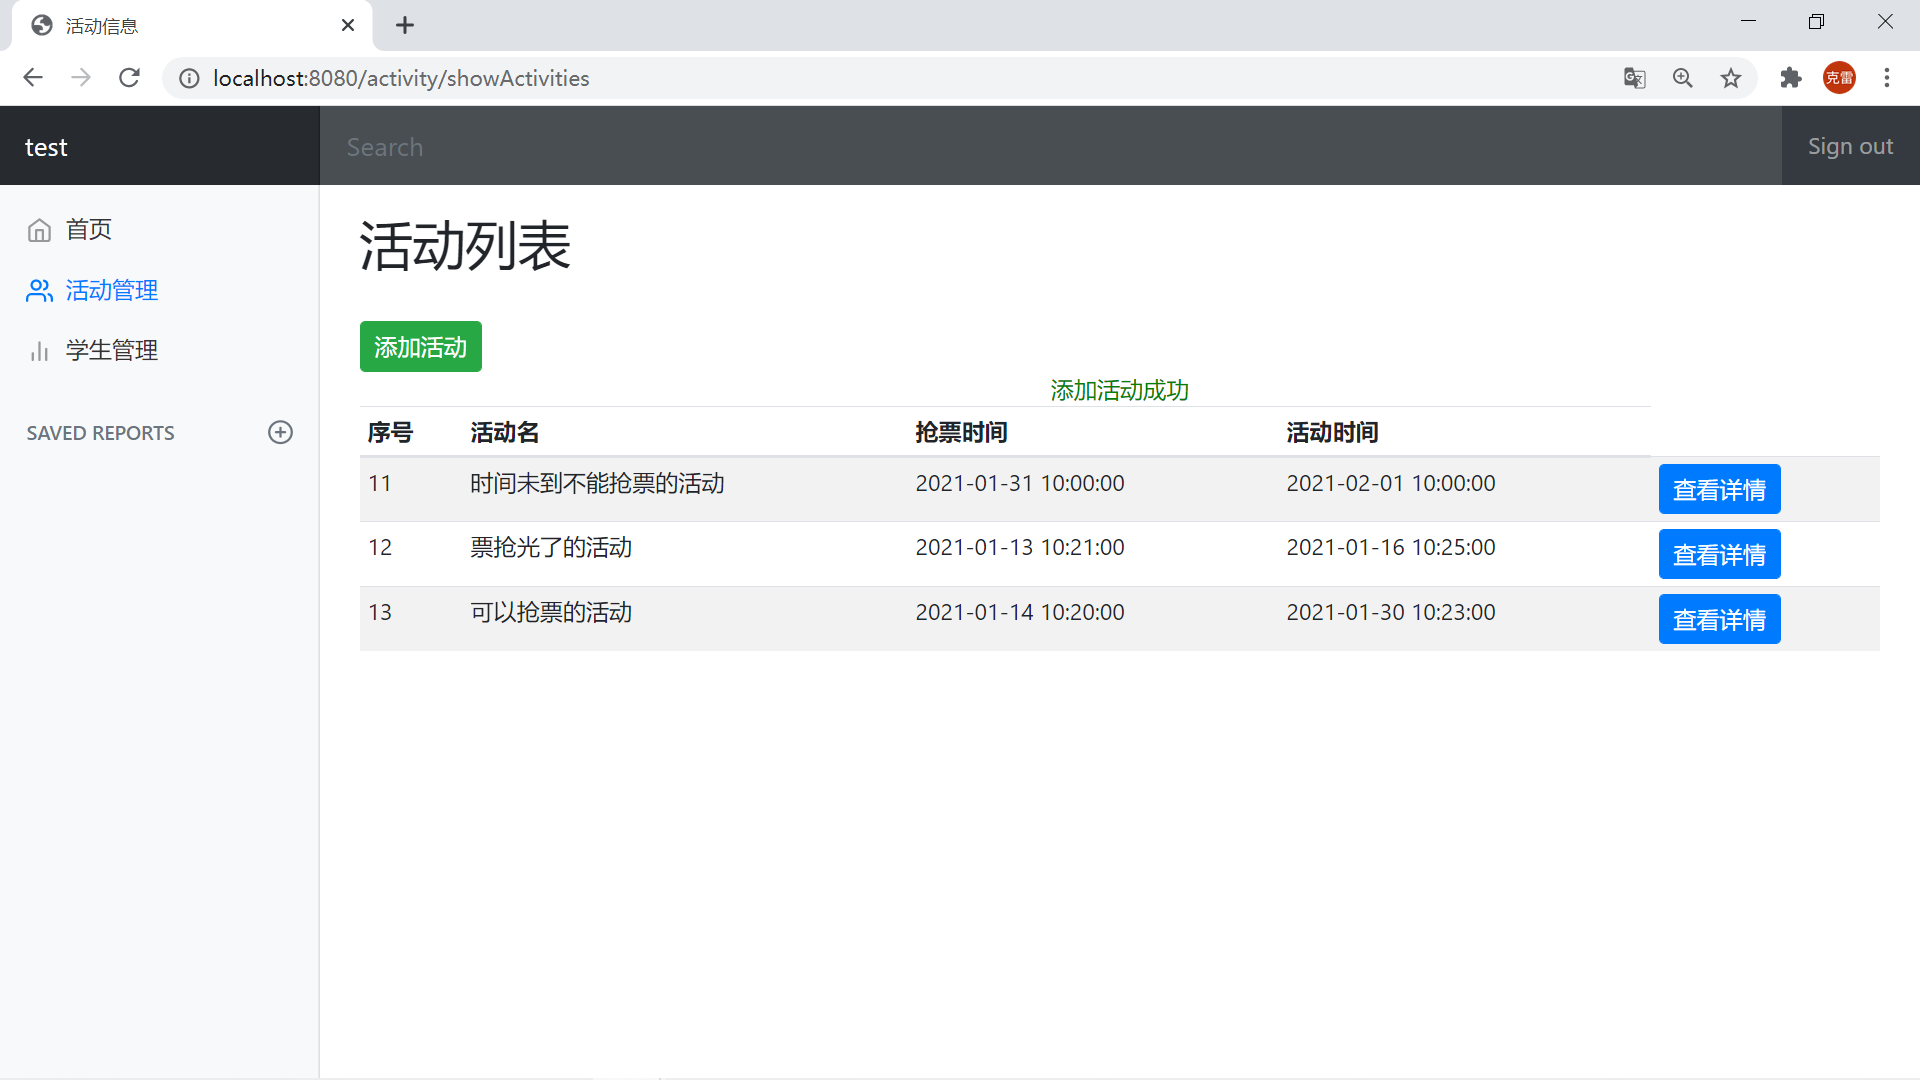 活动信息
localhost:8080/activity/showActivities
克雷
test
Search
Sign out
首页
活动管理
学生管理
SAVED REPORTS
活动列表
添加活动
添加活动成功
序号 活动名 抢票时间 活动时间
11 时间未到不能抢票的活动 2021-01-31 10:00:00 2021-02-01 10:00:00 查看详情
12 票抢光了的活动 2021-01-13 10:21:00 2021-01-16 10:25:00 查看详情
13 可以抢票的活动 2021-01-14 10:20:00 2021-01-30 10:23:00 查看详情